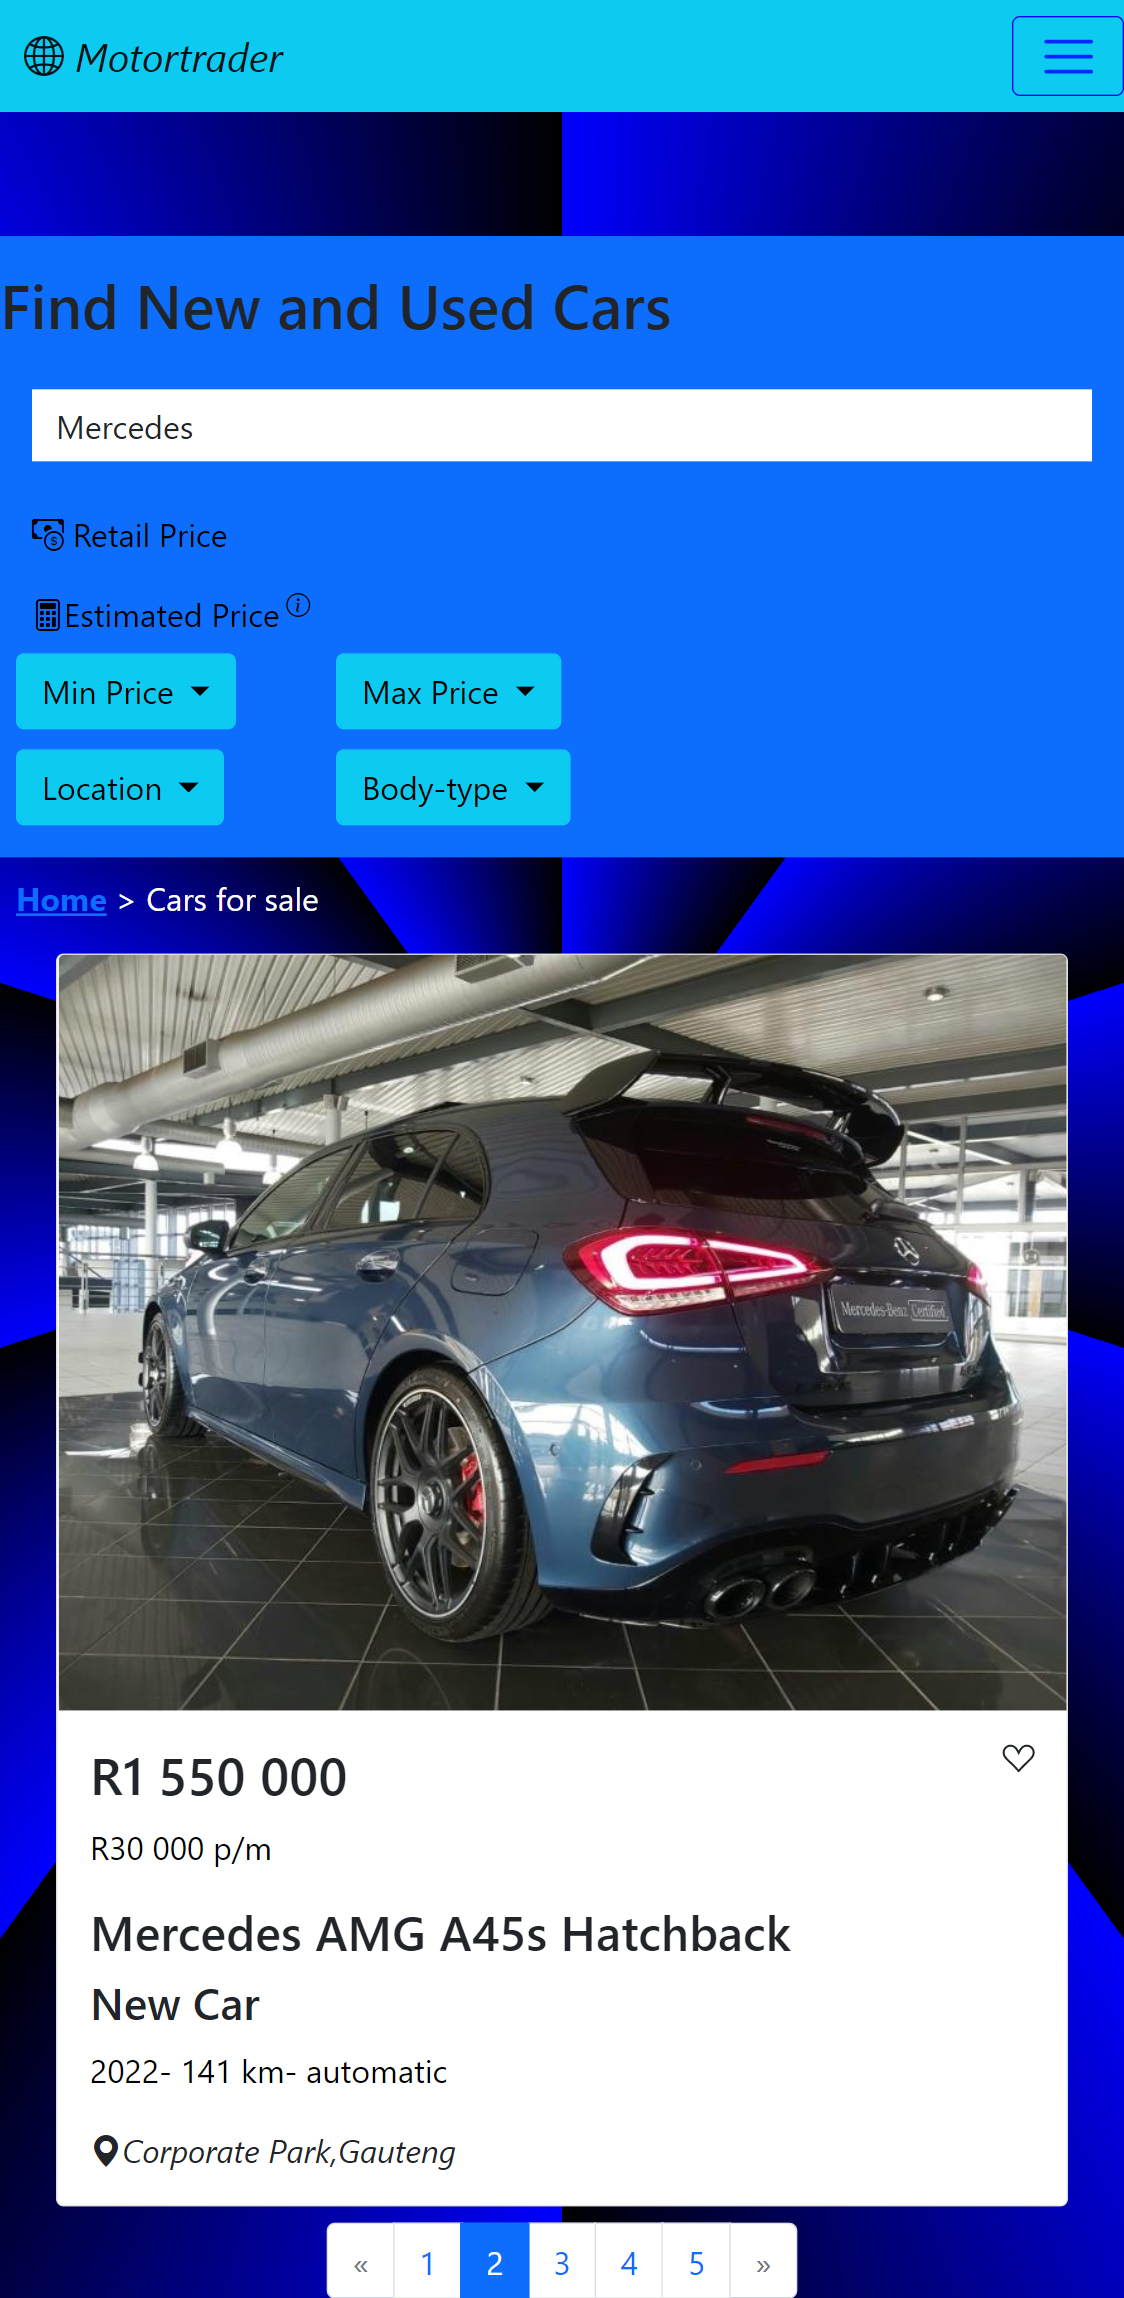 Motortrader
Find New and Used Cars
Mercedes
Retail Price
Estimated Price
Min Price
Max Price
Location
Body-type
Home > Cars for sale
Mercedes-Benz Certified
R1 550 000
R30 000 p/m
Mercedes AMG A45s Hatchback
New Car
2022- 141 km- automatic
Corporate Park,Gauteng
« 1 2 3 4 5 »